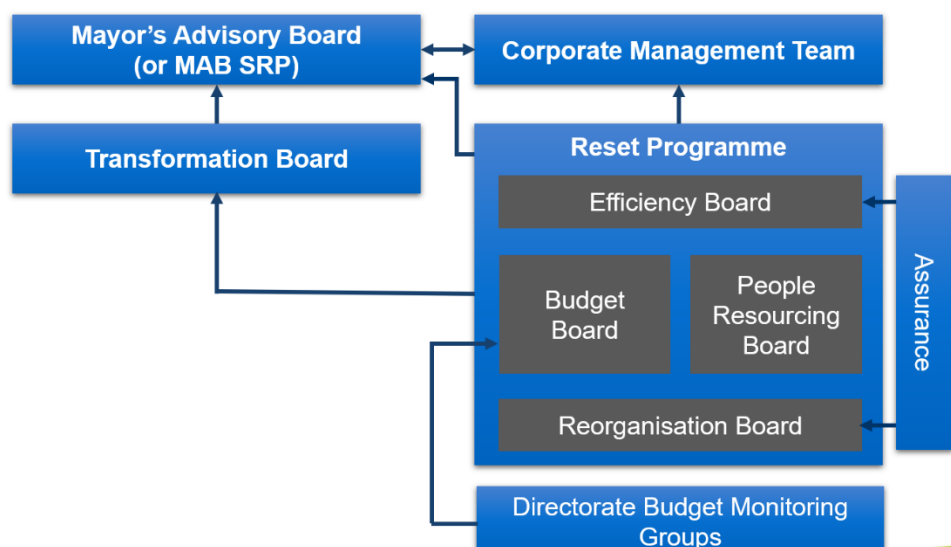 Mayor's Advisory Board
(or MAB SRP)
Corporate Management Team
Transformation Board
Reset Programme
Efficiency Board
Budget
Board
People
Resourcing
Board
Reorganisation Board
Assurance
Directorate Budget Monitoring
Groups